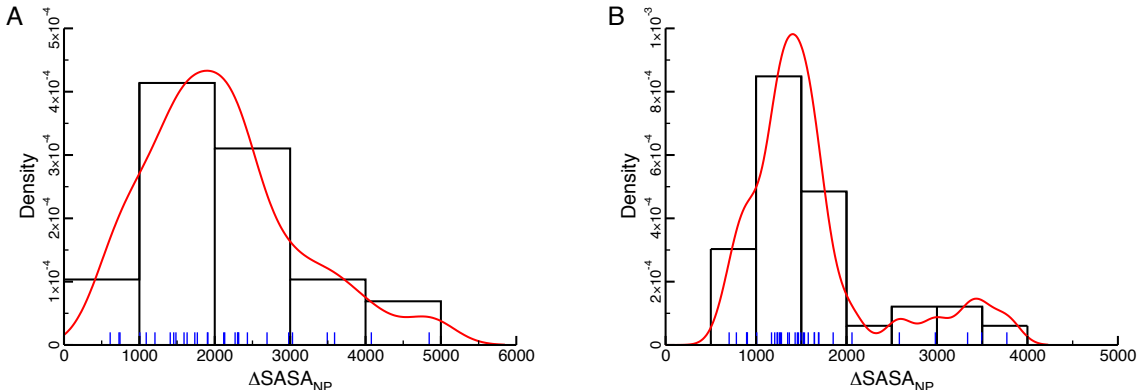 A
5×10⁻⁴
4×10⁻⁴
3×10⁻⁴
2×10⁻⁴
1×10⁻⁴
Density
0 1000 2000 3000 4000 5000 6000
ΔSASA_NP
B
1×10⁻³
8×10⁻⁴
6×10⁻⁴
4×10⁻⁴
2×10⁻⁴
Density
0 1000 2000 3000 4000 5000
ΔSASA_NP